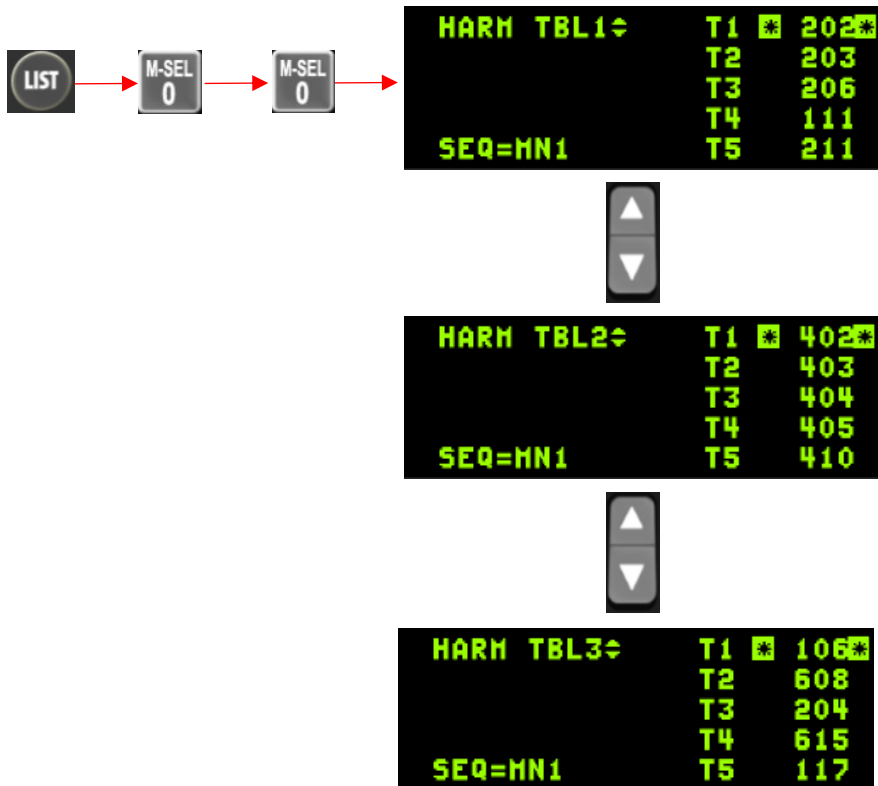 LIST
M-SEL
0
M-SEL
0
HARM TBL1 T1 * 202*
T2 203
T3 206
T4 111
SEQ=MN1 T5 211
HARM TBL2 T1 * 402*
T2 403
T3 404
T4 405
SEQ=MN1 T5 410
HARM TBL3 T1 * 106*
T2 608
T3 204
T4 615
SEQ=MN1 T5 117